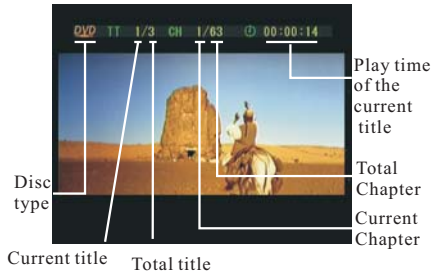 DVD TT 1/3 CH 1/63 00:00:14
Play time
of the
current
title
Total
Chapter
Current
Chapter
Disc
type
Current title
Total title